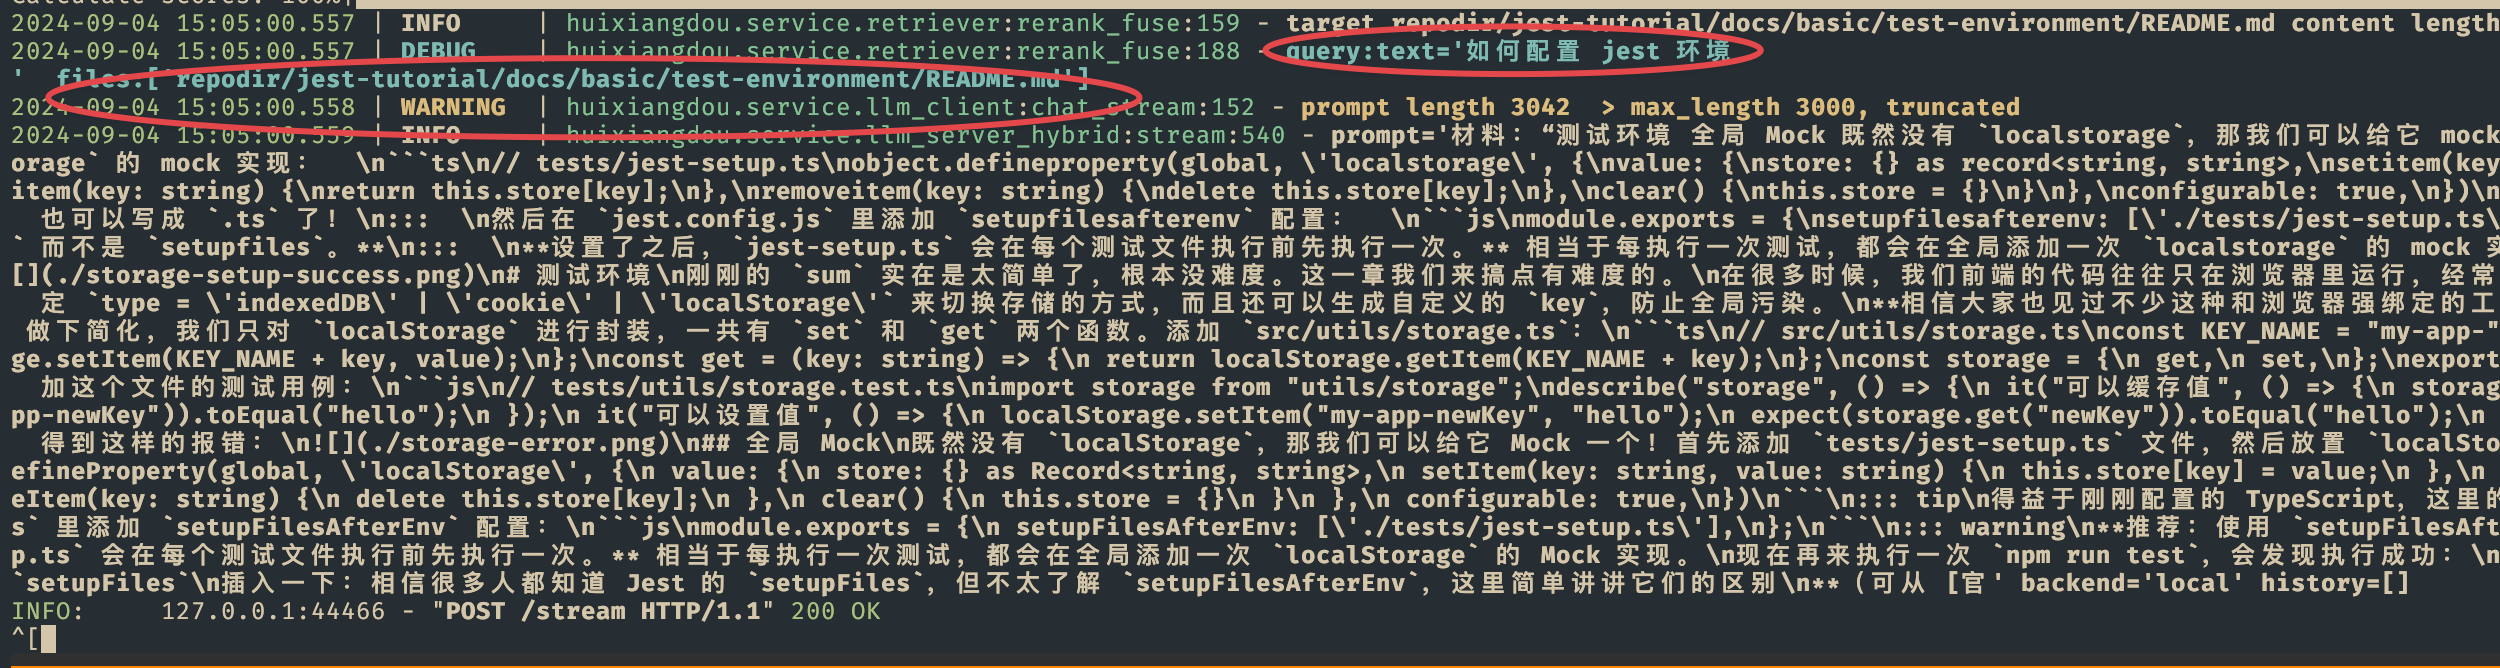 2024-09-04 15:05:00.557 | INFO     | huixiangdou.service.retriever:rerank_fuse:159 - target repodir/jest-tutorial/docs/basic/test-environment/README.md content length
2024-09-04 15:05:00.557 | DEBUG    | huixiangdou.service.retriever:rerank_fuse:188 - query:text='如何配置 jest 环境
'  files:['repodir/jest-tutorial/docs/basic/test-environment/README.md']
2024-09-04 15:05:00.558 | WARNING  | huixiangdou.service.llm_client:chat_stream:152 - prompt length 3042  > max_length 3000, truncated
2024-09-04 15:05:00.559 | INFO     | huixiangdou.service.llm_server_hybrid:stream:540 - prompt='材料：“测试环境 全局 Mock 既然没有 `localstorage`，那我们可以给它 mock
orage` 的 mock 实现：  \n```ts\n// tests/jest-setup.ts\nobject.defineproperty(global, \'localstorage\', {\nvalue: {\nstore: {} as record<string, string>,\nsetitem(key
item(key: string) {\nreturn this.store[key];\n},\nremoveitem(key: string) {\ndelete this.store[key];\n},\nclear() {\nthis.store = {}\n}\n},\nconfigurable: true,\n})\n
也可以写成 `.ts` 了！\n:::  \n然后在 `jest.config.js` 里添加 `setupfilesafterenv` 配置：  \n```js\nmodule.exports = {\nsetupfilesafterenv: [\'./tests/jest-setup.ts\
` 而不是 `setupfiles`。**\n:::  \n**设置了之后，`jest-setup.ts` 会在每个测试文件执行前先执行一次。** 相当于每执行一次测试，都会在全局添加一次 `localstorage` 的 mock 实
[](./storage-setup-success.png)\n# 测试环境\n刚刚的 `sum` 实在是太简单了，根本没难度。这一章我们来搞点有难度的。\n在很多时候，我们前端的代码往往只在浏览器里运行，经常
定 `type = \'indexedDB\' | \'cookie\' | \'localStorage\'` 来切换存储的方式，而且还可以生成自定义的 `key`，防止全局污染。\n**相信大家也见过不少这种和浏览器强绑定的工
做下简化，我们只对 `localStorage` 进行封装，一共有 `set` 和 `get` 两个函数。添加 `src/utils/storage.ts`：\n```ts\n// src/utils/storage.ts\nconst KEY_NAME = "my-app-"
ge.setItem(KEY_NAME + key, value);\n};\nconst get = (key: string) => {\n return localStorage.getItem(KEY_NAME + key);\n};\nconst storage = {\n get,\n set,\n};\nexport
加这个文件的测试用例：\n```js\n// tests/utils/storage.test.ts\nimport storage from "utils/storage";\ndescribe("storage", () => {\n it("可以缓存值", () => {\n storag
pp-newKey")).toEqual("hello");\n });\n it("可以设置值", () => {\n localStorage.setItem("my-app-newKey", "hello");\n expect(storage.get("newKey")).toEqual("hello");\n
得到这样的报错：\n![](./storage-error.png)\n## 全局 Mock\n既然没有 `localStorage`，那我们可以给它 Mock 一个！首先添加 `tests/jest-setup.ts` 文件，然后放置 `localSto
efineProperty(global, \'localStorage\', {\n value: {\n store: {} as Record<string, string>,\n setItem(key: string, value: string) {\n this.store[key] = value;\n },\n
eItem(key: string) {\n delete this.store[key];\n },\n clear() {\n this.store = {}\n }\n },\n configurable: true,\n})\n```\n::: tip\n得益于刚刚配置的 TypeScript，这里的
s` 里添加 `setupFilesAfterEnv` 配置：\n```js\nmodule.exports = {\n setupFilesAfterEnv: [\'./tests/jest-setup.ts\'],\n};\n```\n::: warning\n**推荐：使用 `setupFilesAft
p.ts` 会在每个测试文件执行前先执行一次。** 相当于每执行一次测试，都会在全局添加一次 `localStorage` 的 Mock 实现。\n现在再来执行一次 `npm run test`，会发现执行成功：\n
`setupFiles`\n插入一下：相信很多人都知道 Jest 的 `setupFiles`，但不太了解 `setupFilesAfterEnv`，这里简单讲讲它们的区别\n**（可从 [官' backend='local' history=[]
INFO:     127.0.0.1:44466 - "POST /stream HTTP/1.1" 200 OK
^[